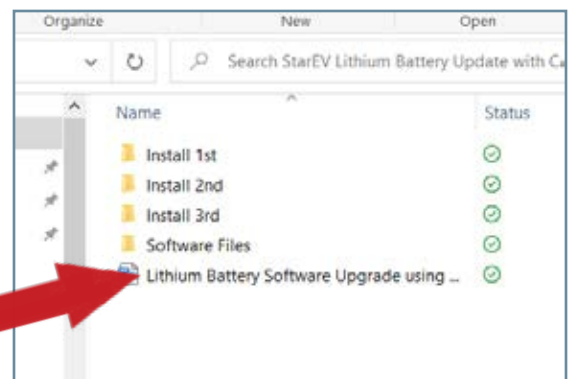 Organize New Open
Search StarEV Lithium Battery Update with
Name Status
Install 1st
Install 2nd
Install 3rd
Software Files
Lithium Battery Software Upgrade using ...